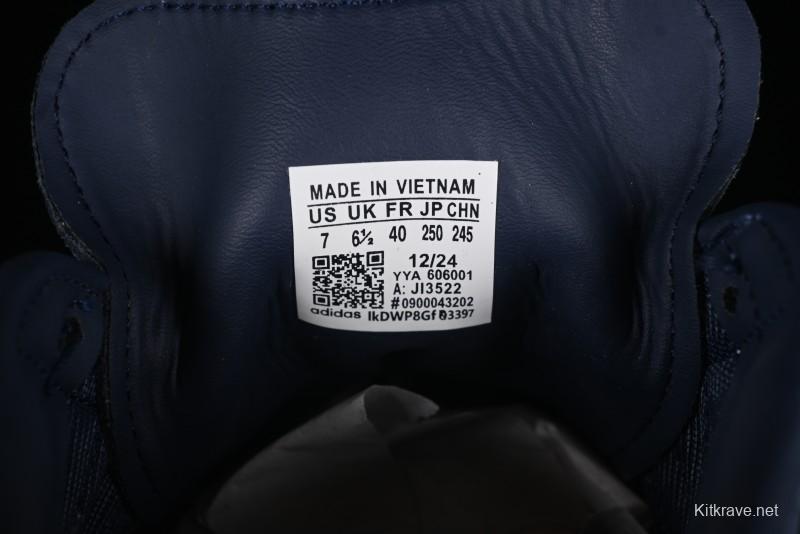 MADE IN VIETNAM
US UK FR JP CHN
7 6½ 40 250 245
12/24
YYA 606001
A: JI3522
#0900043202
adidas
Kitkrave.net